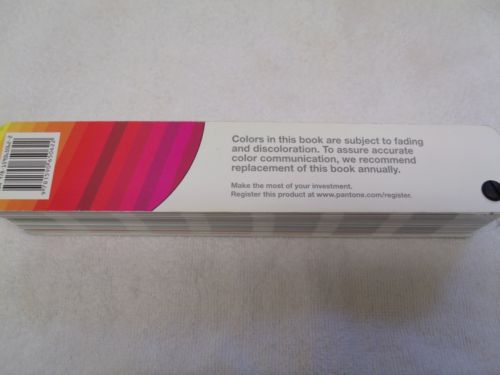 Colors in this book are subject to fading
and discoloration. To assure accurate
color communication, we recommend
replacement of this book annually.
Make the most of your investment.
Register this product at www.pantone.com/register.